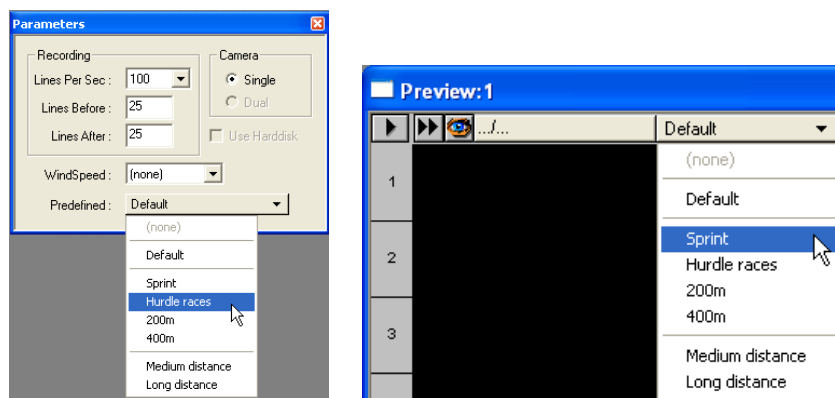 Parameters
Recording
Lines Per Sec : 100
Lines Before : 25
Lines After : 25
Camera
Single
Dual
Use Harddisk
WindSpeed : (none)
Predefined : Default
(none)
Default
Sprint
Hurdle races
200m
400m
Medium distance
Long distance
Preview:1
.../... Default
1
2
3
(none)
Default
Sprint
Hurdle races
200m
400m
Medium distance
Long distance